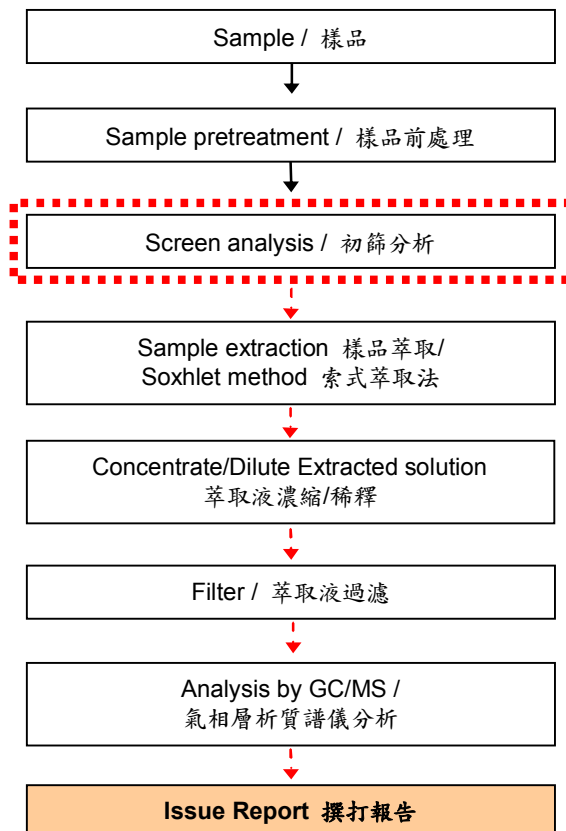 Sample / 樣品
Sample pretreatment / 樣品前處理
Screen analysis / 初篩分析
Sample extraction 樣品萃取/
Soxhlet method 索式萃取法
Concentrate/Dilute Extracted solution
萃取液濃縮/稀釋
Filter / 萃取液過濾
Analysis by GC/MS /
氣相層析質譜儀分析
Issue Report 撰打報告